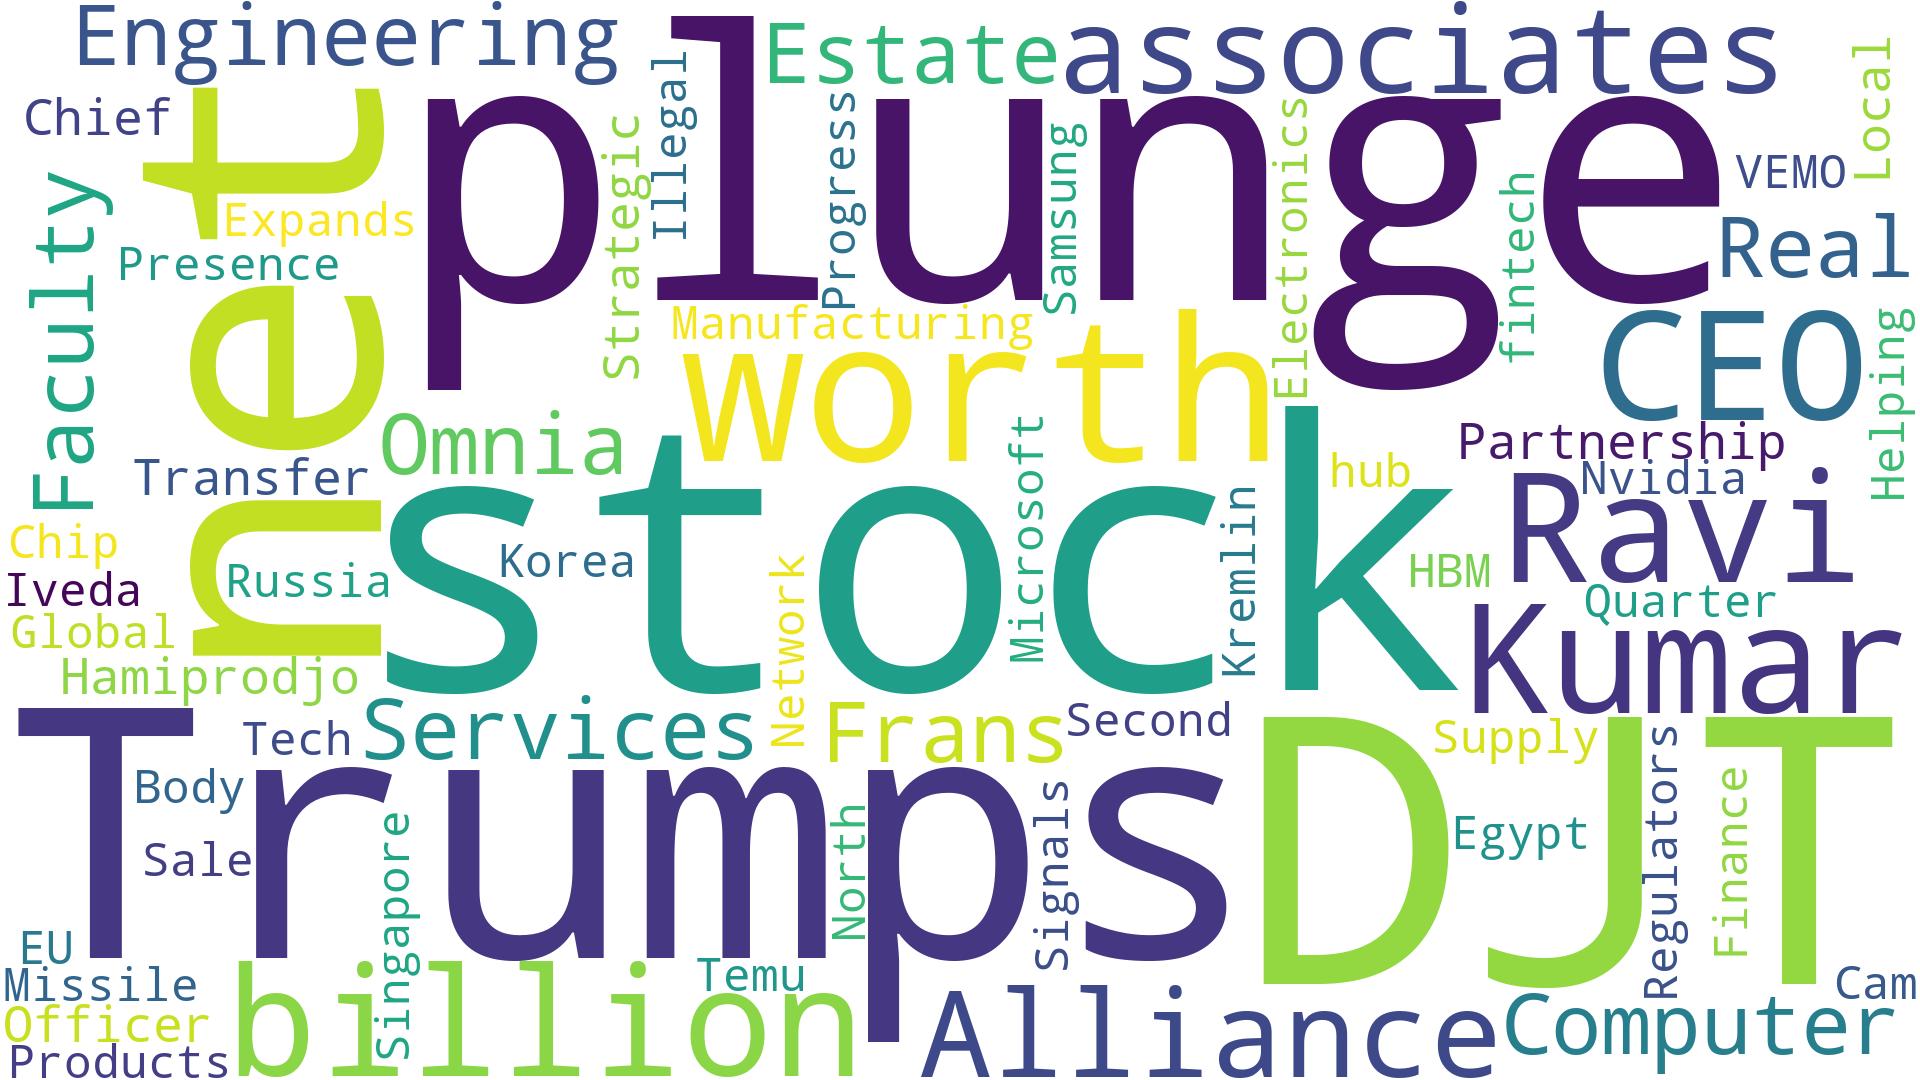 Engineering
plunge
Estate
associates
Local
Chief
net
Illegal
Strategic
Progress
Samsung
Electronics
fintech
VEMO
Faculty
Expands
Presence
Real
Manufacturing
worth
CEO
Helping
Omnia
Transfer
stock
Microsoft
hub
Partnership
Nvidia
Ravi
Chip
Iveda
Russia
Korea
Network
Kremlin
HBM
Quarter
Global
Hamiprodjo
Kumar
Trumps
Tech
Services
Frans
Second
DJT
Supply
Regulators
Finance
Body
Sale
Singapore
North
Signals
Egypt
EU
Missile
Officer
Products
billion
Temu
Alliance
Computer
Cam